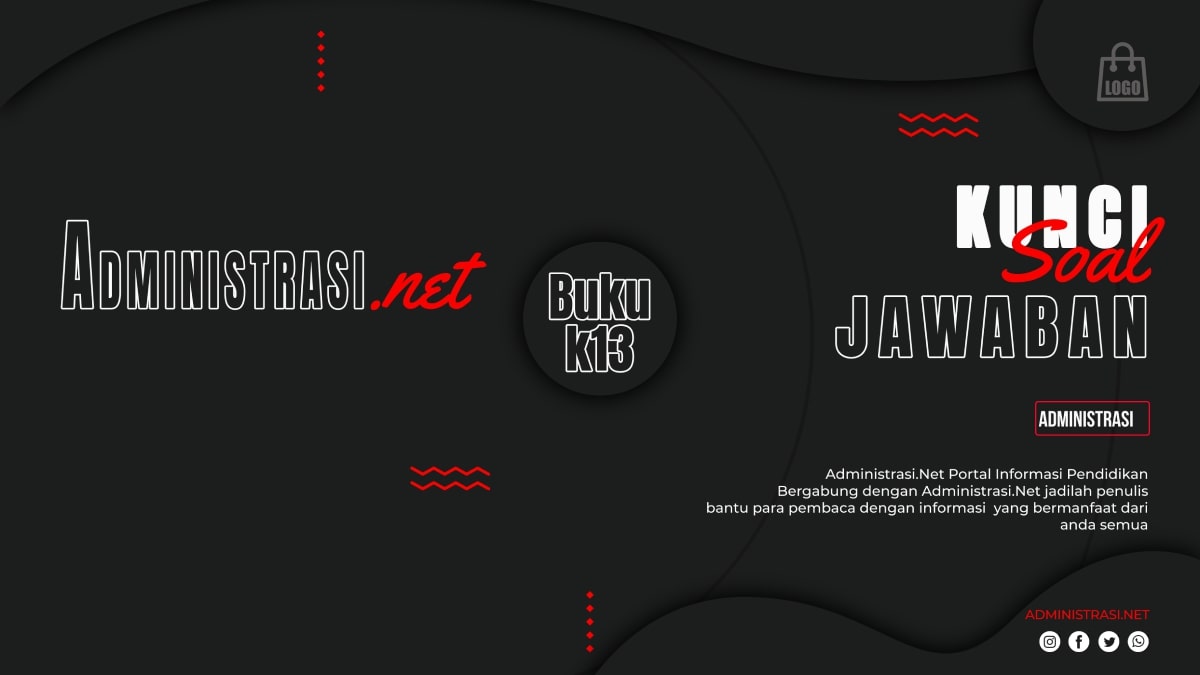 LOGO
KUNCI
Soal
JAWABAN
Administrasi.net
Buku
k13
ADMINISTRASI
Administrasi.Net Portal Informasi Pendidikan
Bergabung dengan Administrasi.Net jadilah penulis
bantu para pembaca dengan informasi yang bermanfaat dari
anda semua
ADMINISTRASI.NET